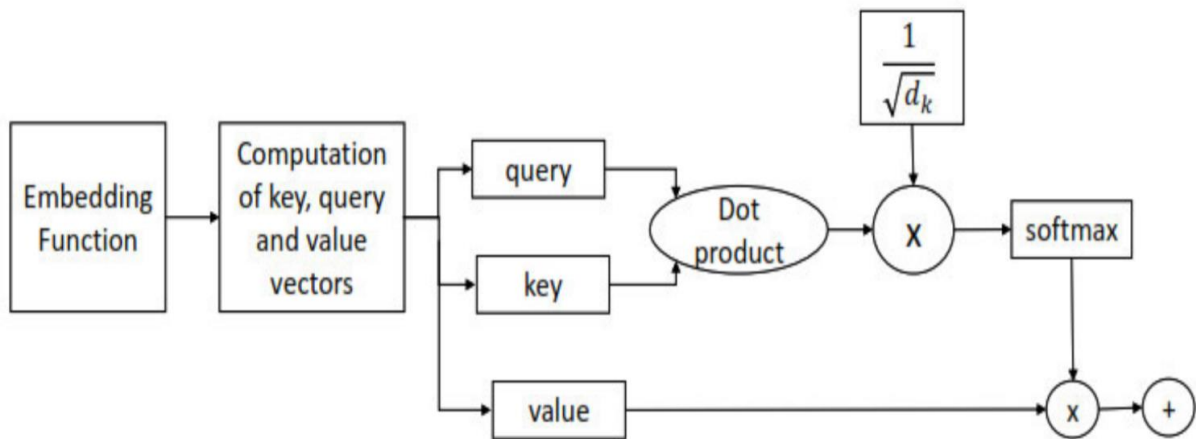 Embedding
Function
Computation
of key, query
and value
vectors
query
key
value
Dot
product
1
√d_k
x
softmax
x
+